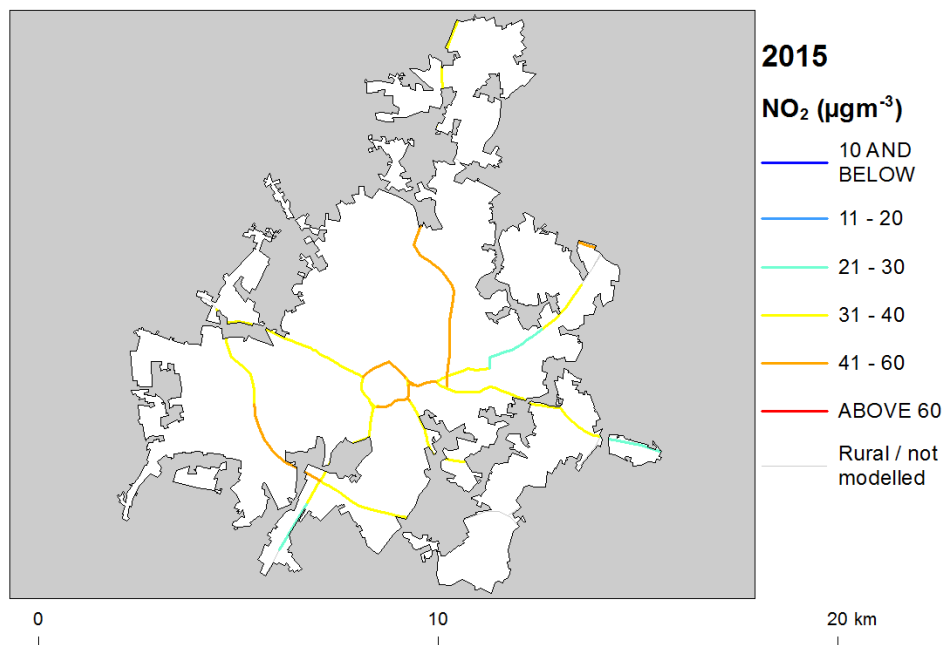 2015
NO₂ (µgm⁻³)
10 AND
BELOW
11 - 20
21 - 30
31 - 40
41 - 60
ABOVE 60
Rural / not
modelled
0 10 20 km